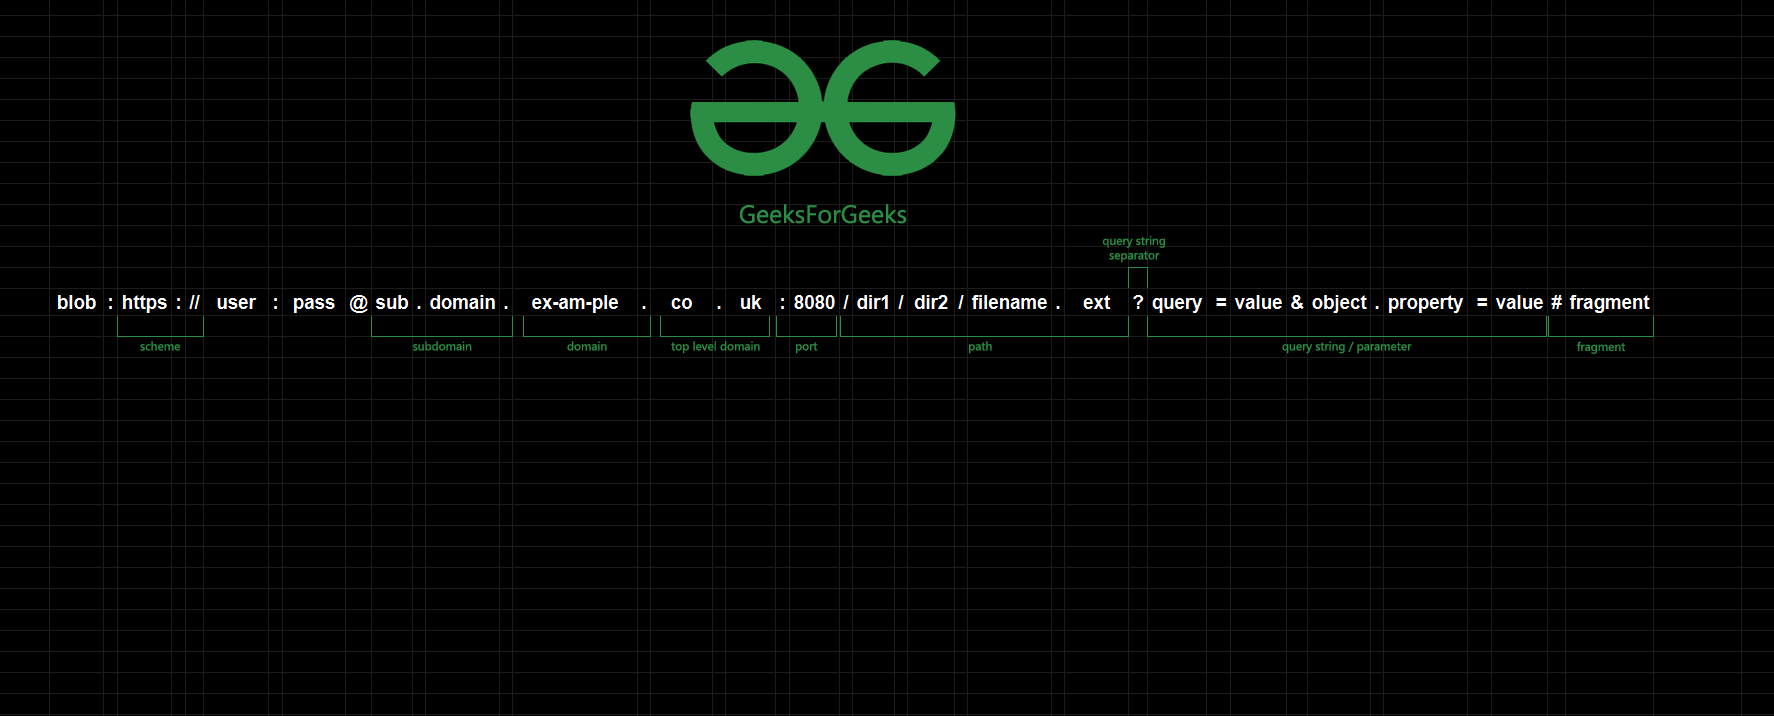 GeeksForGeeks
query string
separator
blob : https : // user : pass @ sub . domain . ex-am-ple . co . uk : 8080 / dir1 / dir2 / filename . ext ? query = value & object . property = value # fragment
scheme subdomain domain top level domain port path query string / parameter fragment